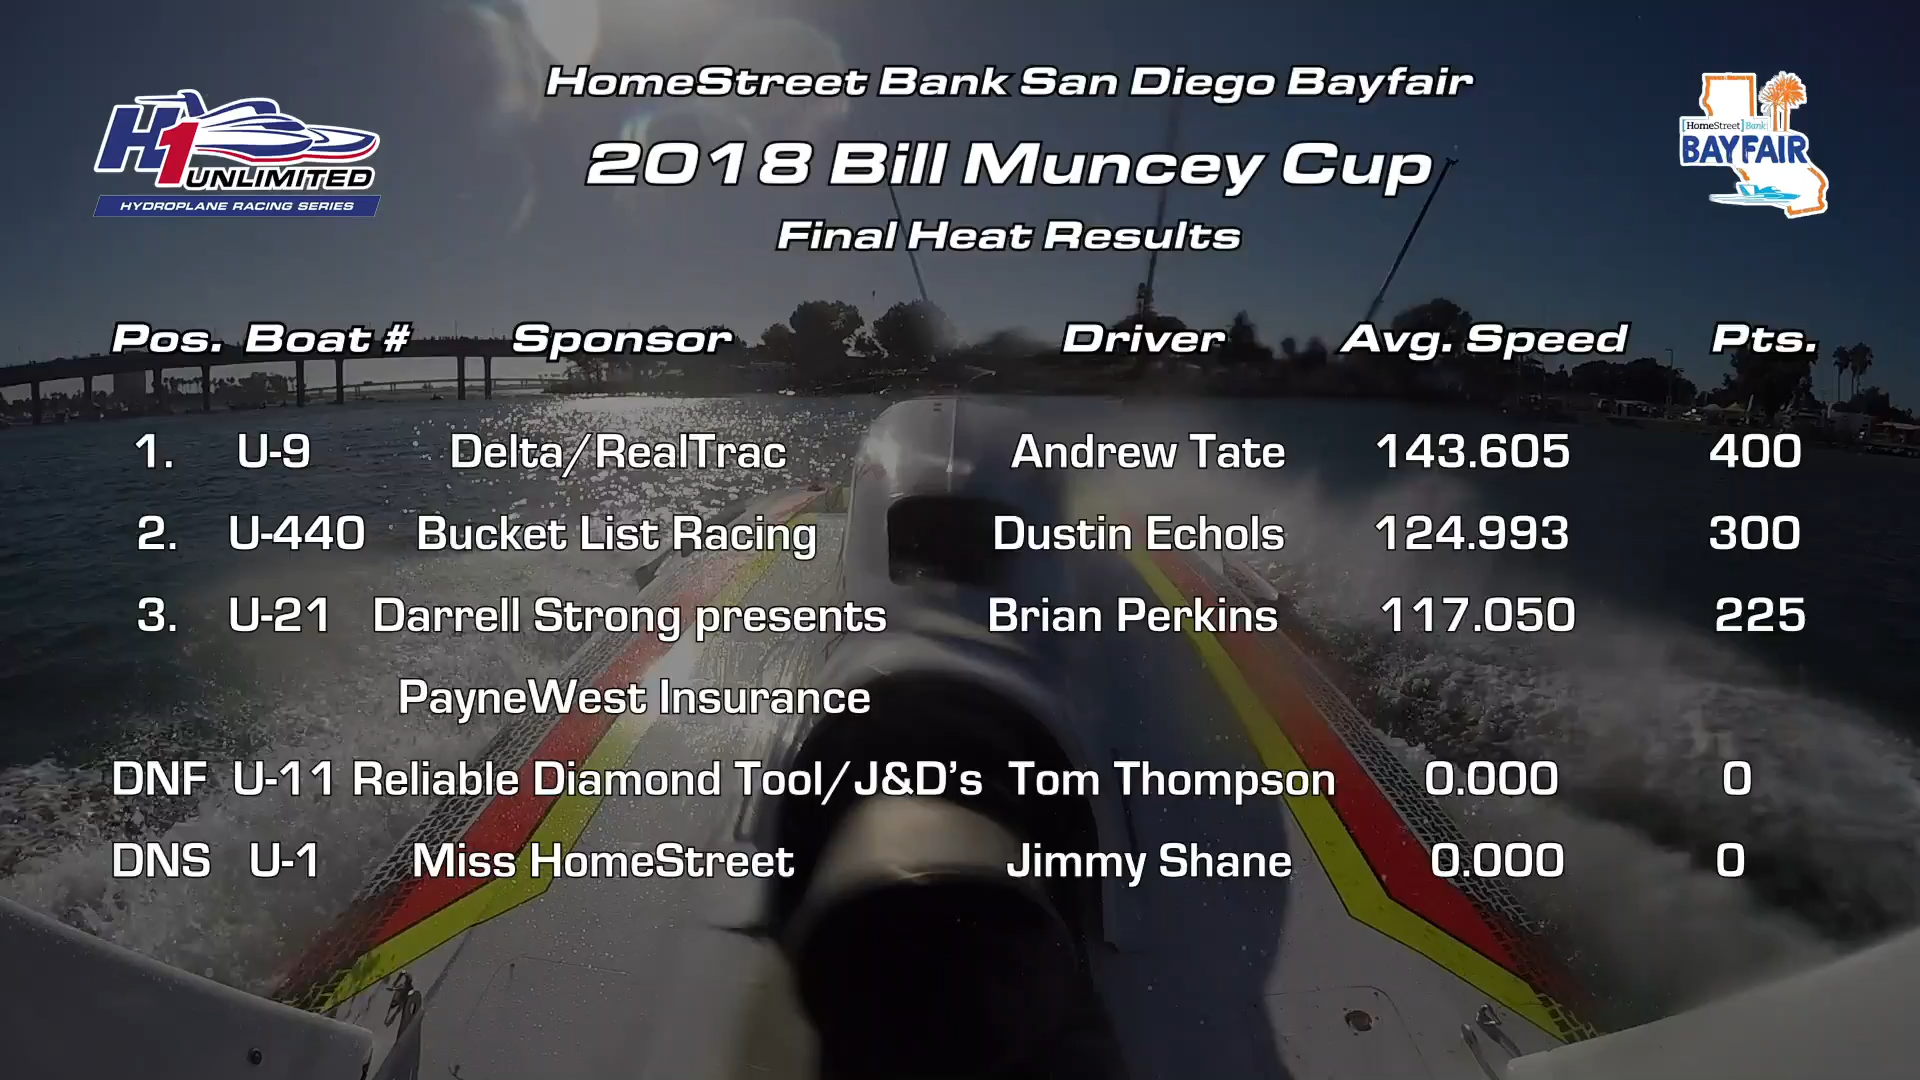 HomeStreet Bank San Diego Bayfair
2018 Bill Muncey Cup
Final Heat Results
H1 UNLIMITED
HYDROPLANE RACING SERIES
[HomeStreet] Bank
BAYFAIR
Pos. Boat # Sponsor Driver Avg. Speed Pts.
1. U-9 Delta/RealTrac Andrew Tate 143.605 400
2. U-440 Bucket List Racing Dustin Echols 124.993 300
3. U-21 Darrell Strong presents Brian Perkins 117.050 225
PayneWest Insurance
DNF U-11 Reliable Diamond Tool/J&D's Tom Thompson 0.000 0
DNS U-1 Miss HomeStreet Jimmy Shane 0.000 0